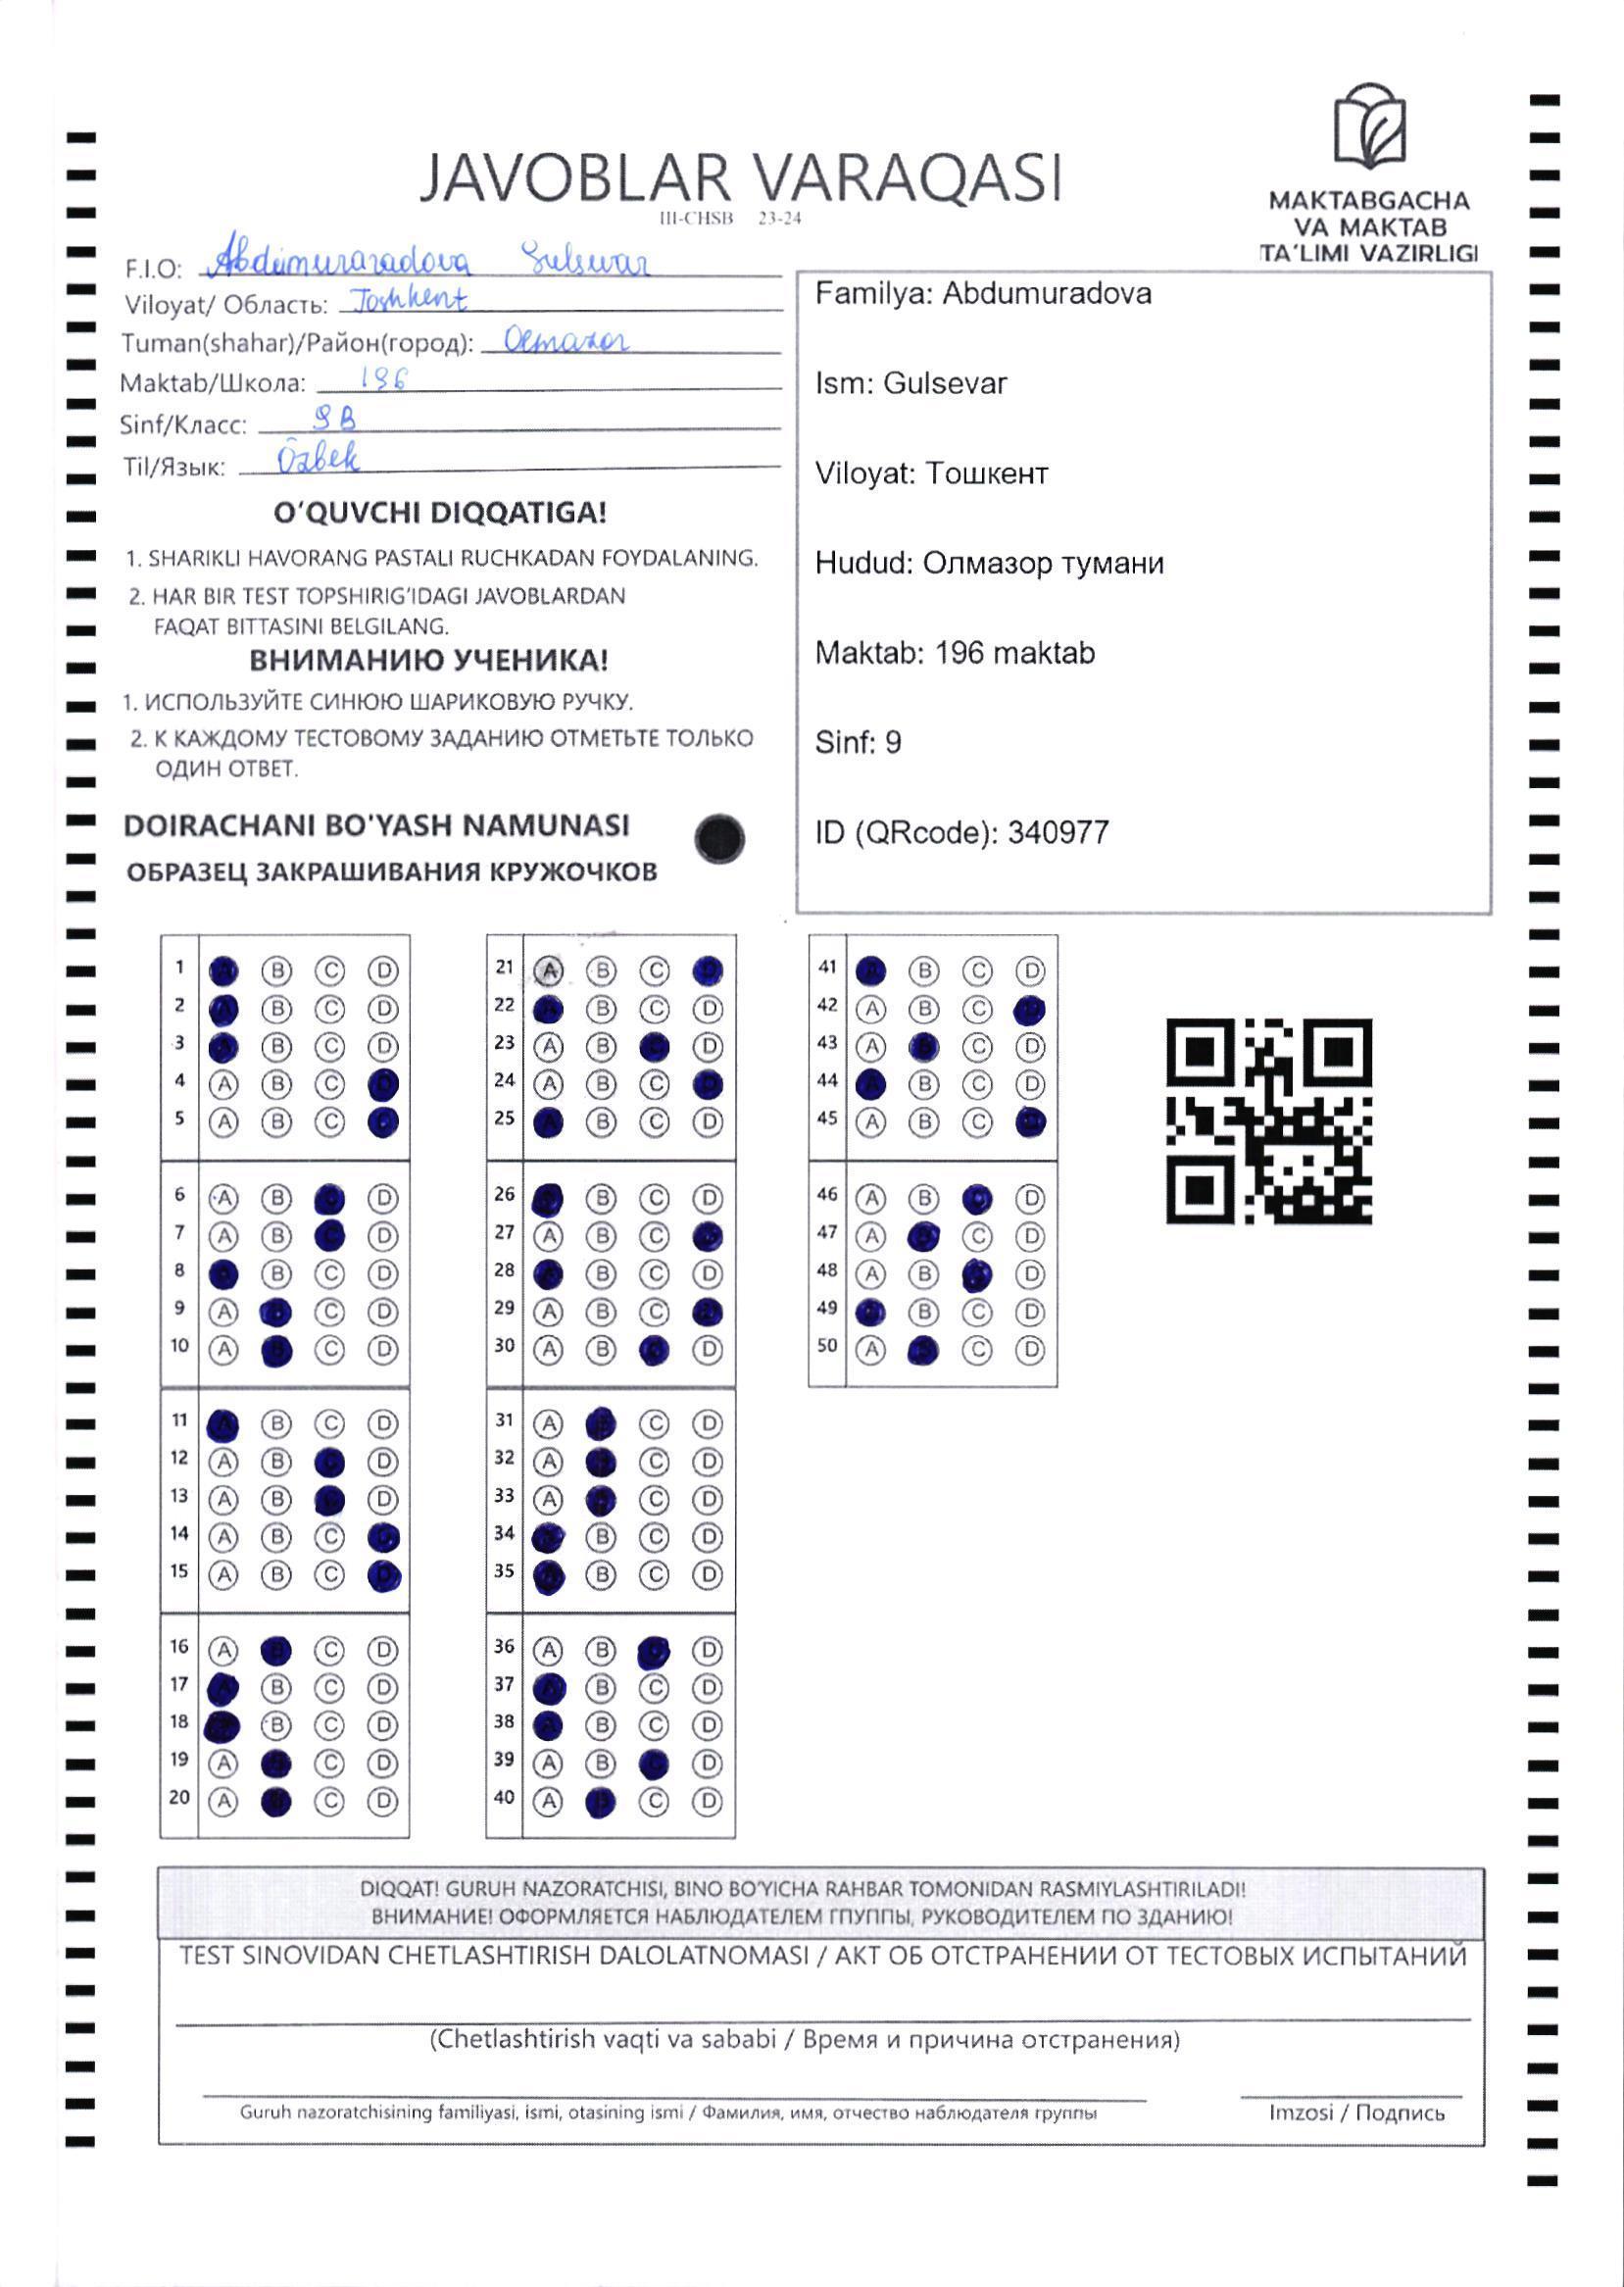 JAVOBLAR VARAQASI
III-CHSB 23-24
MAKTABGACHA
VA MAKTAB
TA'LIMI VAZIRLIGI
F.I.O: Abdumuraradova Gulsevar
Viloyat/ Область: Toshkent
Tuman(shahar)/Район(город): Olmazor
Maktab/Школа: 196
Sinf/Класс: 9B
Til/Язык: Ozbek
O'QUVCHI DIQQATIGA!
1. SHARIKLI HAVORANG PASTALI RUCHKADAN FOYDALANING.
2. HAR BIR TEST TOPSHIRIG'IDAGI JAVOBLARDAN
FAQAT BITTASINI BELGILANG.
ВНИМАНИЮ УЧЕНИКА!
1. ИСПОЛЬЗУЙТЕ СИНЮЮ ШАРИКОВУЮ РУЧКУ.
2. К КАЖДОМУ ТЕСТОВОМУ ЗАДАНИЮ ОТМЕТЬТЕ ТОЛЬКО
ОДИН ОТВЕТ.
DOIRACHANI BO'YASH NAMUNASI
ОБРАЗЕЦ ЗАКРАШИВАНИЯ КРУЖОЧКОВ
Familya: Abdumuradova
Ism: Gulsevar
Viloyat: Тошкент
Hudud: Олмазор тумани
Maktab: 196 maktab
Sinf: 9
ID (QRcode): 340977
1 A B C D
2 A B C D
3 A B C D
4 A B C D
5 A B C D
6 A B C D
7 A B C D
8 A B C D
9 A B C D
10 A B C D
11 A B C D
12 A B C D
13 A B C D
14 A B C D
15 A B C D
16 A B C D
17 A B C D
18 A B C D
19 A B C D
20 A B C D
21 A B C D
22 A B C D
23 A B C D
24 A B C D
25 A B C D
26 A B C D
27 A B C D
28 A B C D
29 A B C D
30 A B C D
31 A B C D
32 A B C D
33 A B C D
34 A B C D
35 A B C D
36 A B C D
37 A B C D
38 A B C D
39 A B C D
40 A B C D
41 A B C D
42 A B C D
43 A B C D
44 A B C D
45 A B C D
46 A B C D
47 A B C D
48 A B C D
49 A B C D
50 A B C D
DIQQAT! GURUH NAZORATCHISI, BINO BO'YICHA RAHBAR TOMONIDAN RASMIYLASHTIRILADI!
ВНИМАНИЕ! ОФОРМЛЯЕТСЯ НАБЛЮДАТЕЛЕМ ГПУППЫ, РУКОВОДИТЕЛЕМ ПО ЗДАНИЮ!
TEST SINOVIDAN CHETLASHTIRISH DALOLATNOMASI / АКТ ОБ ОТСТРАНЕНИИ ОТ ТЕСТОВЫХ ИСПЫТАНИЙ
(Chetlashtirish vaqti va sababi / Время и причина отстранения)
Guruh nazoratchisining familiyasi, ismi, otasining ismi / Фамилия, имя, отчество наблюдателя группы
Imzosi / Подпись